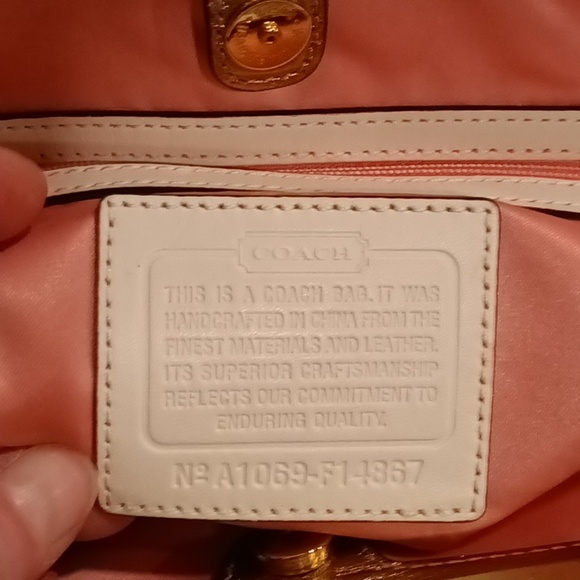 COACH
THIS IS A COACH BAG. IT WAS
HANDCRAFTED IN CHINA FROM THE
FINEST MATERIALS AND LEATHER.
ITS SUPERIOR CRAFTSMANSHIP
REFLECTS OUR COMMITMENT TO
ENDURING QUALITY.
Nº A1069-F14867